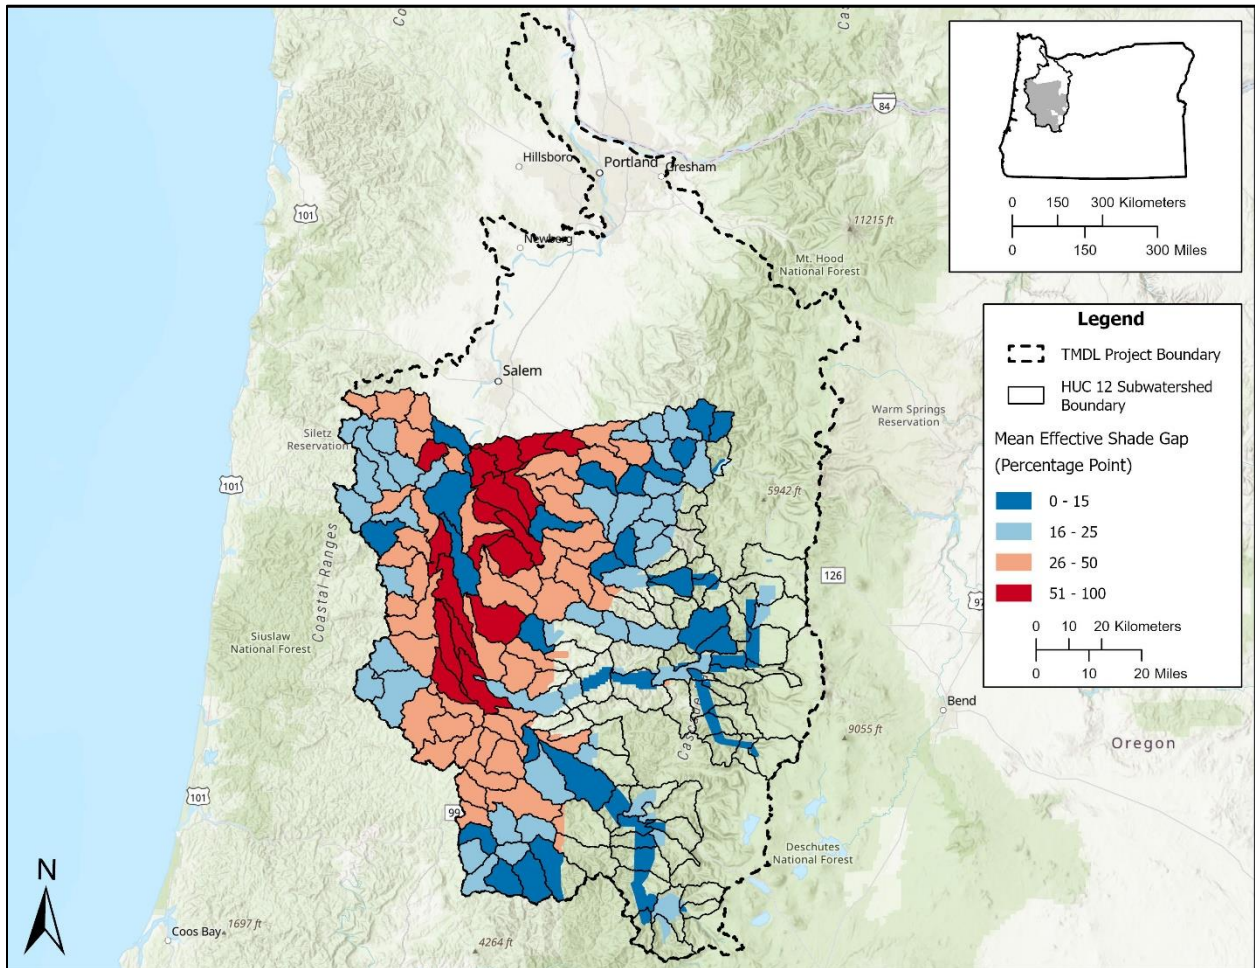 84
Hillsboro
Portland
Gresham
101
Newberg
11215 ft
Mt. Hood
National Forest
Salem
Siletz
Reservation
Warm Springs
Reservation
101
5942 ft
Coastal Ranges
126
97
Siuslaw
National Forest
Cascade
Bend
9055 ft
Oregon
101
99
Deschutes
National Forest
N
1697 ft
Coos Bay
4264 ft
0 150 300 Kilometers
0 150 300 Miles
Legend
TMDL Project Boundary
HUC 12 Subwatershed
Boundary
Mean Effective Shade Gap
(Percentage Point)
0 - 15
16 - 25
26 - 50
51 - 100
0 10 20 Kilometers
0 10 20 Miles